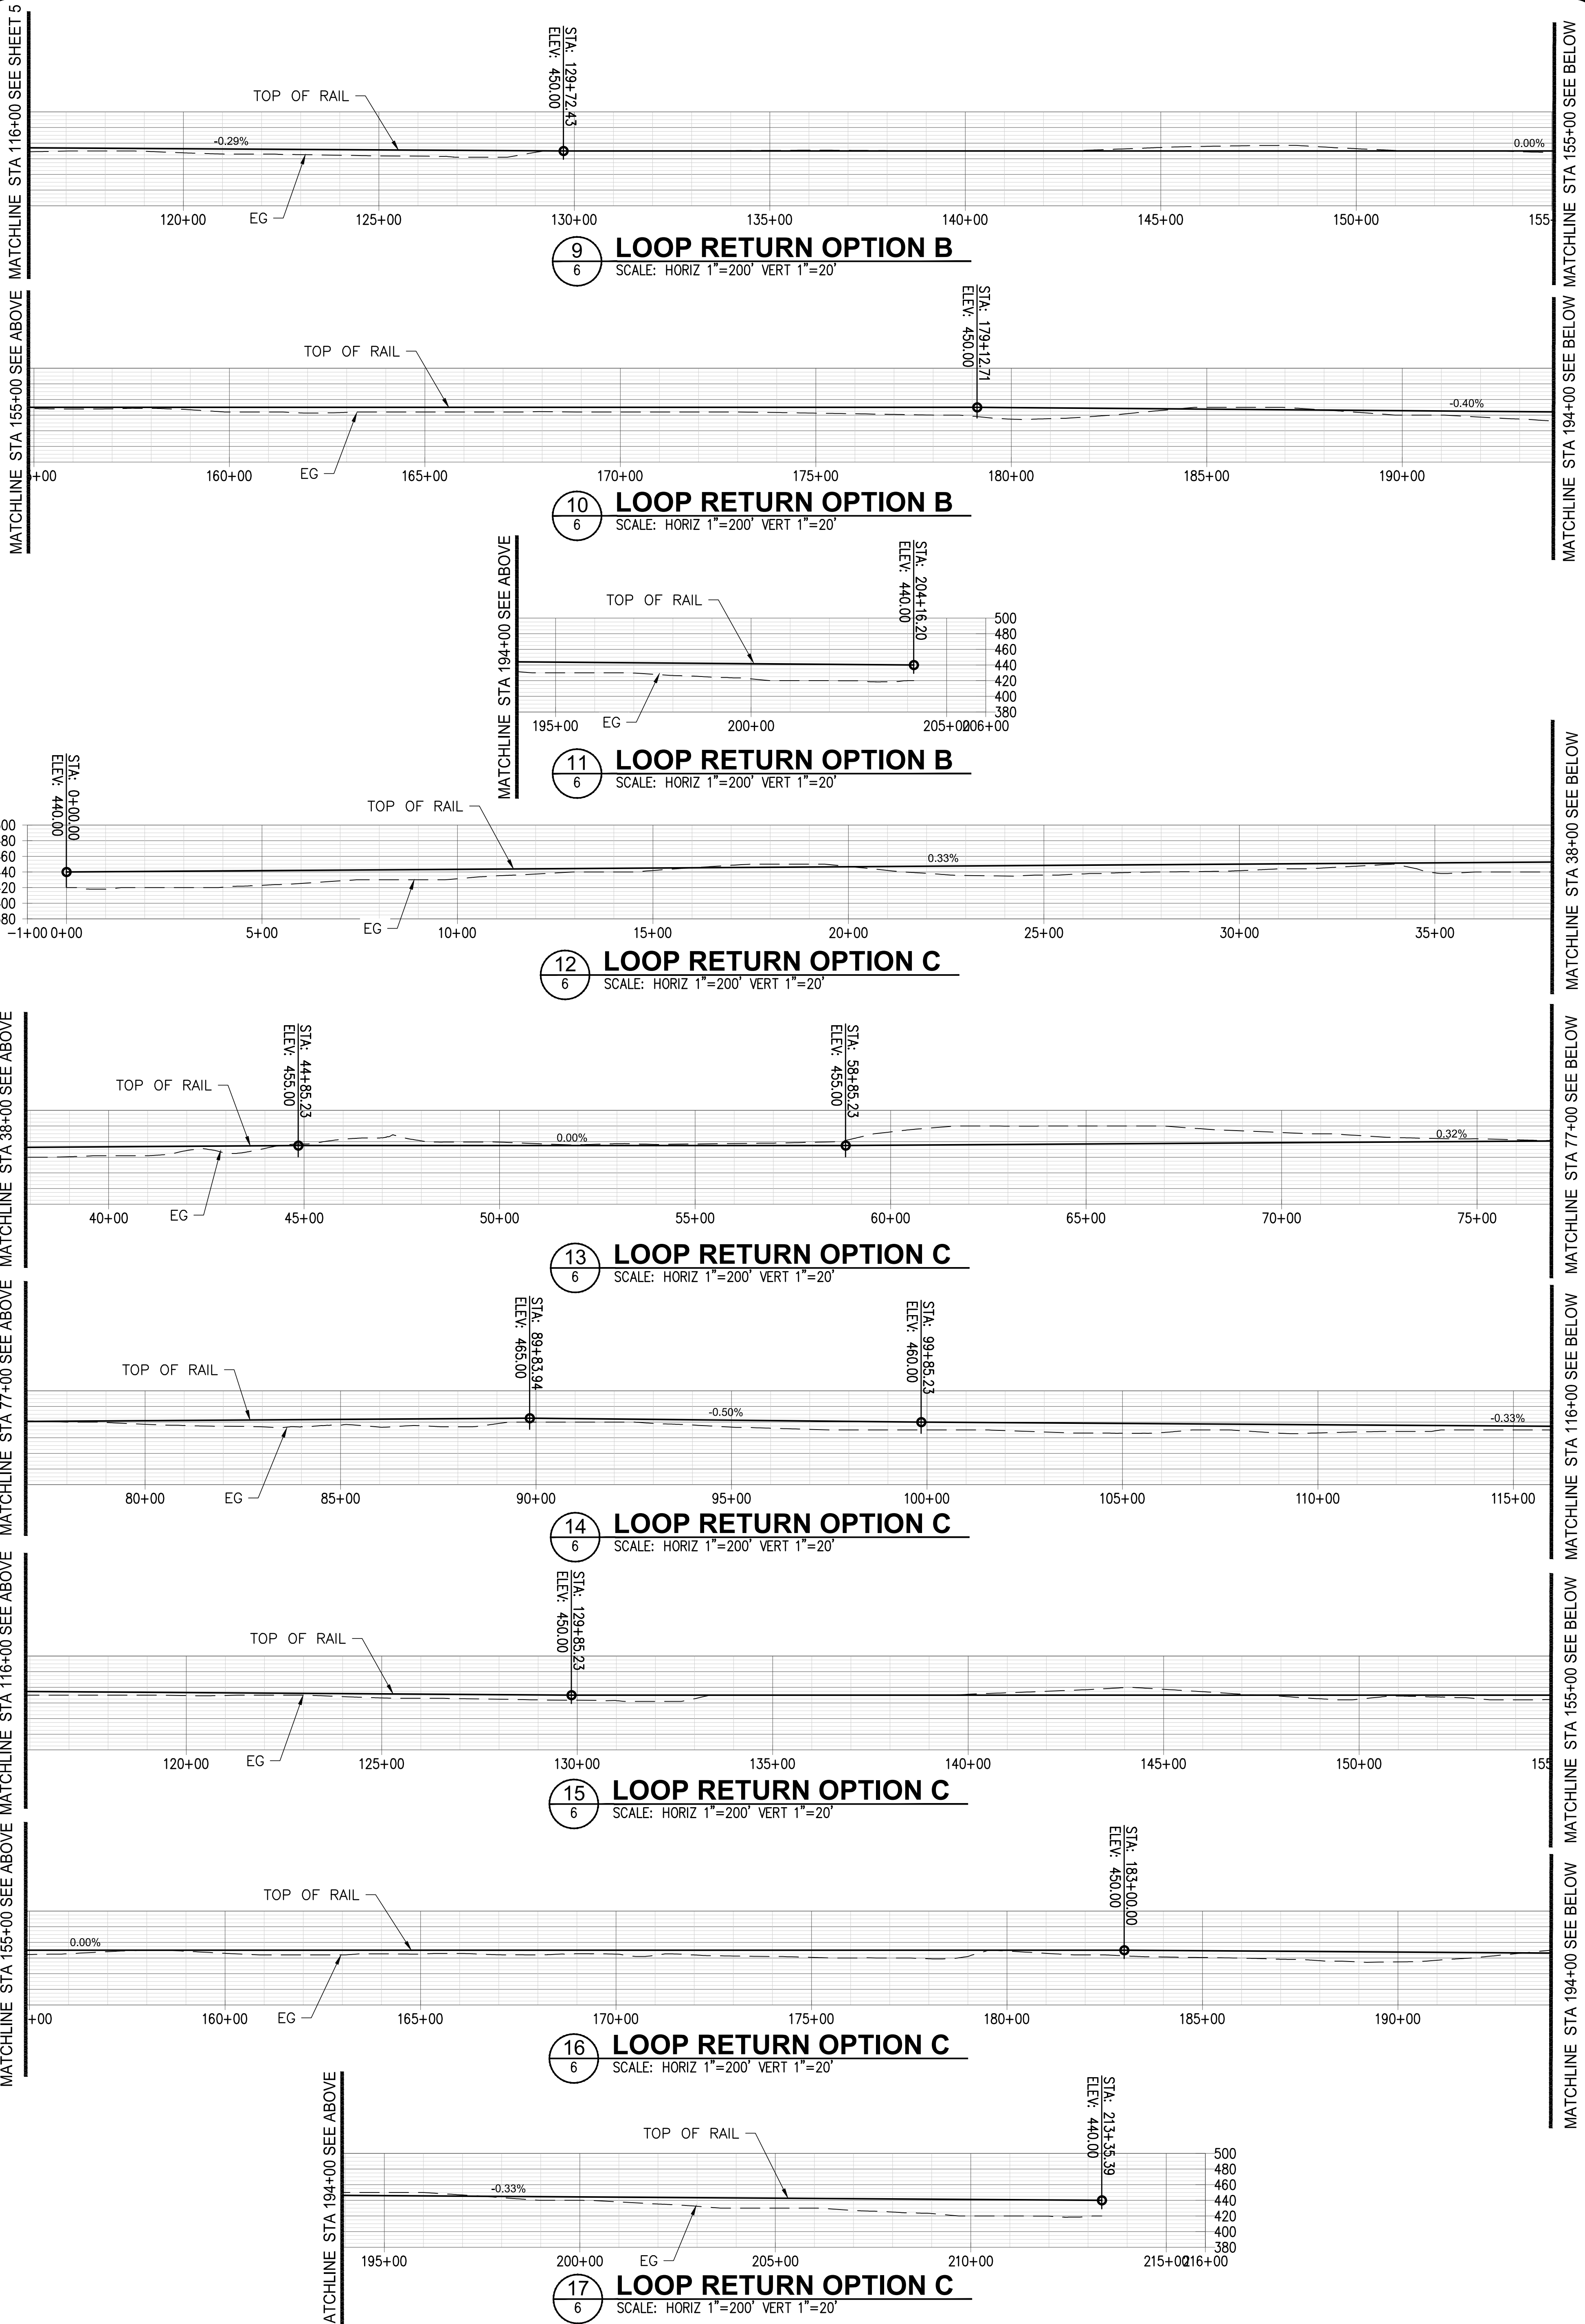 MATCHLINE STA 116+00 SEE SHEET 5
STA: 129+72.43
ELEV: 450.00
TOP OF RAIL
-0.29%
0.00%
EG
120+00 125+00 130+00 135+00 140+00 145+00 150+00 155
MATCHLINE STA 155+00 SEE BELOW
9
6
LOOP RETURN OPTION B
SCALE: HORIZ 1"=200' VERT 1"=20'
MATCHLINE STA 155+00 SEE ABOVE
STA: 179+12.71
ELEV: 450.00
TOP OF RAIL
-0.40%
EG
+00 160+00 165+00 170+00 175+00 180+00 185+00 190+00
MATCHLINE STA 194+00 SEE BELOW
10
6
LOOP RETURN OPTION B
SCALE: HORIZ 1"=200' VERT 1"=20'
MATCHLINE STA 194+00 SEE ABOVE
STA: 204+16.20
ELEV: 440.00
TOP OF RAIL
500
480
460
440
420
400
380
EG
195+00 200+00 205+00 206+00
11
6
LOOP RETURN OPTION B
SCALE: HORIZ 1"=200' VERT 1"=20'
STA: 0+00.00
ELEV: 440.00
TOP OF RAIL
00
80
60
40
20
00
80
0.33%
EG
-1+00 0+00 5+00 10+00 15+00 20+00 25+00 30+00 35+00
MATCHLINE STA 38+00 SEE BELOW
12
6
LOOP RETURN OPTION C
SCALE: HORIZ 1"=200' VERT 1"=20'
MATCHLINE STA 38+00 SEE ABOVE
STA: 44+85.23
ELEV: 455.00
STA: 58+85.23
ELEV: 455.00
TOP OF RAIL
0.00%
0.32%
EG
40+00 45+00 50+00 55+00 60+00 65+00 70+00 75+00
MATCHLINE STA 77+00 SEE BELOW
13
6
LOOP RETURN OPTION C
SCALE: HORIZ 1"=200' VERT 1"=20'
MATCHLINE STA 77+00 SEE ABOVE
STA: 89+83.94
ELEV: 465.00
STA: 99+85.23
ELEV: 460.00
TOP OF RAIL
-0.50%
-0.33%
EG
80+00 85+00 90+00 95+00 100+00 105+00 110+00 115+00
MATCHLINE STA 116+00 SEE BELOW
14
6
LOOP RETURN OPTION C
SCALE: HORIZ 1"=200' VERT 1"=20'
MATCHLINE STA 116+00 SEE ABOVE
STA: 129+85.23
ELEV: 450.00
TOP OF RAIL
EG
120+00 125+00 130+00 135+00 140+00 145+00 150+00 155
MATCHLINE STA 155+00 SEE BELOW
15
6
LOOP RETURN OPTION C
SCALE: HORIZ 1"=200' VERT 1"=20'
MATCHLINE STA 155+00 SEE ABOVE
STA: 183+00.00
ELEV: 450.00
TOP OF RAIL
0.00%
EG
+00 160+00 165+00 170+00 175+00 180+00 185+00 190+00
MATCHLINE STA 194+00 SEE BELOW
16
6
LOOP RETURN OPTION C
SCALE: HORIZ 1"=200' VERT 1"=20'
ATCHLINE STA 194+00 SEE ABOVE
STA: 213+35.39
ELEV: 440.00
TOP OF RAIL
-0.33%
500
480
460
440
420
400
380
EG
195+00 200+00 205+00 210+00 215+00 216+00
17
6
LOOP RETURN OPTION C
SCALE: HORIZ 1"=200' VERT 1"=20'